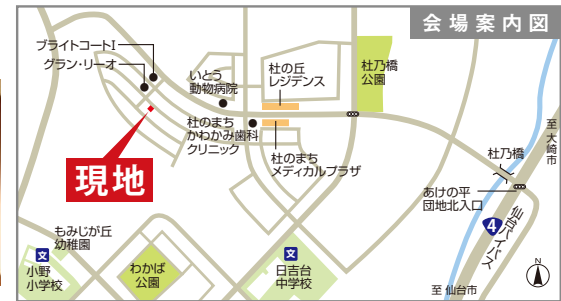 会場案内図
ブライトコートI
グラン・リーオ
いとう
動物病院
杜の丘
レジデンス
杜乃橋
公園
杜のまち
かわかみ歯科
クリニック
杜のまち
メディカルプラザ
現地
杜乃橋
至大崎市
あけの平
団地北入口
4
仙台バイパス
もみじが丘
幼稚園
文
小野
小学校
わかば
公園
文
日吉台
中学校
至 仙台市
N